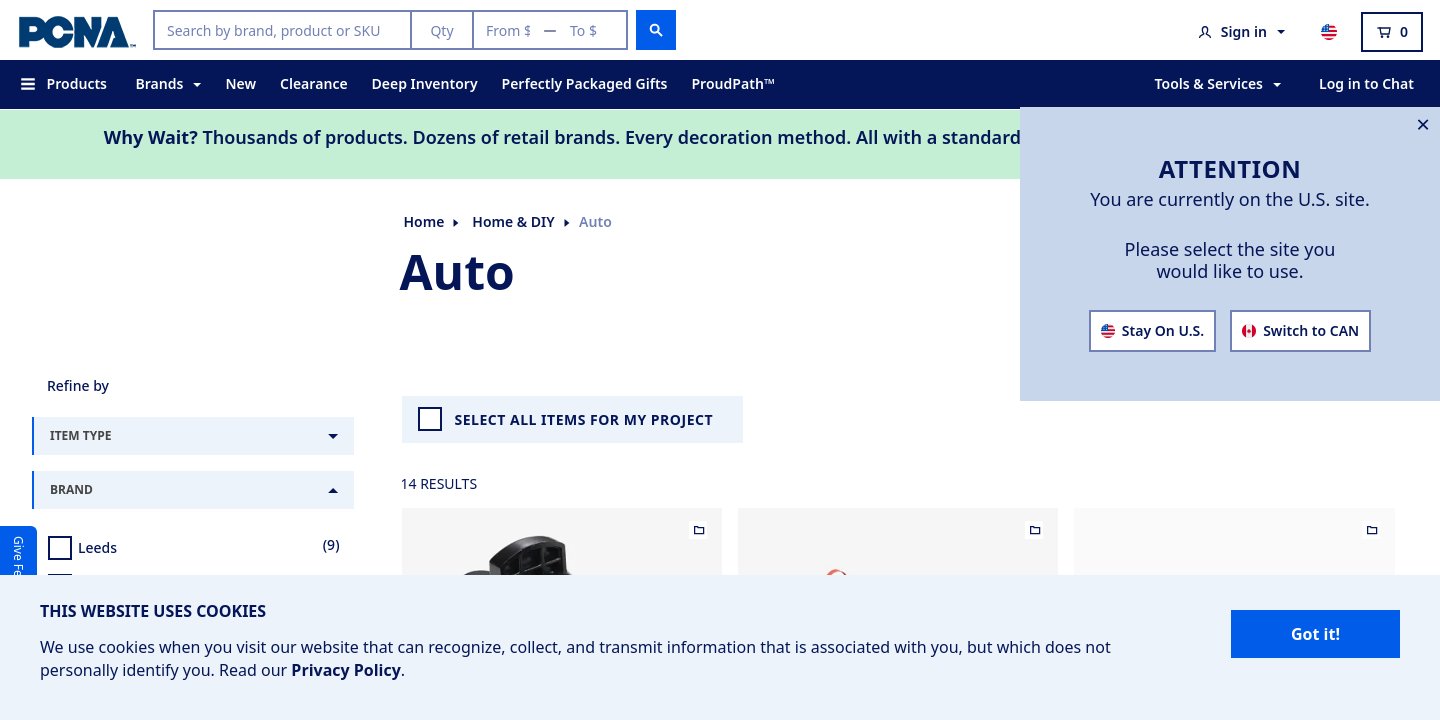 PCNA™
Search by brand, product or SKU
Qty
From $
—
To $
Sign in
0
Products
Brands
New
Clearance
Deep Inventory
Perfectly Packaged Gifts
ProudPath™
Tools & Services
Log in to Chat
Why Wait? Thousands of products. Dozens of retail brands. Every decoration method. All with a standard
ATTENTION
You are currently on the U.S. site.
Please select the site you
would like to use.
Stay On U.S.
Switch to CAN
Home
Home & DIY
Auto
Auto
Refine by
ITEM TYPE
BRAND
Leeds
(9)
SELECT ALL ITEMS FOR MY PROJECT
14 RESULTS
Give Fe
THIS WEBSITE USES COOKIES
We use cookies when you visit our website that can recognize, collect, and transmit information that is associated with you, but which does not
personally identify you. Read our Privacy Policy.
Got it!